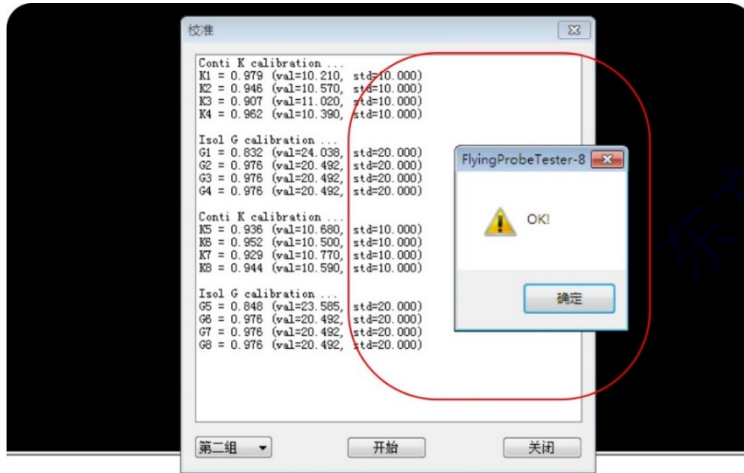 校准
Conti K calibration ...
K1 = 0.979 (val=10.210, std=10.000)
K2 = 0.946 (val=10.570, std=10.000)
K3 = 0.907 (val=11.020, std=10.000)
K4 = 0.962 (val=10.390, std=10.000)
Isol G calibration ...
G1 = 0.832 (val=24.038, std=20.000)
G2 = 0.976 (val=20.492, std=20.000)
G3 = 0.976 (val=20.492, std=20.000)
G4 = 0.976 (val=20.492, std=20.000)
Conti K calibration ...
K5 = 0.936 (val=10.680, std=10.000)
K6 = 0.952 (val=10.500, std=10.000)
K7 = 0.929 (val=10.770, std=10.000)
K8 = 0.944 (val=10.590, std=10.000)
Isol G calibration ...
G5 = 0.848 (val=23.585, std=20.000)
G6 = 0.976 (val=20.492, std=20.000)
G7 = 0.976 (val=20.492, std=20.000)
G8 = 0.976 (val=20.492, std=20.000)
FlyingProbeTester-8
OK!
确定
第二组
开始
关闭